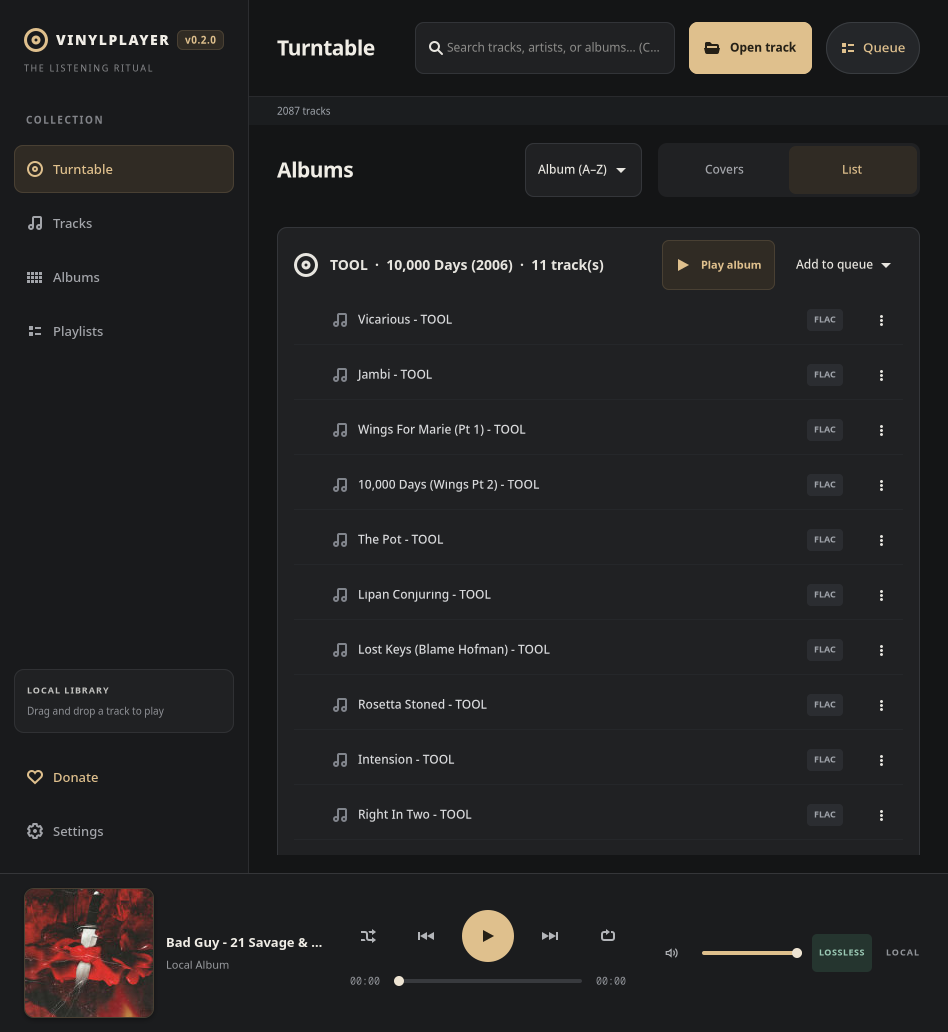 VINYLPLAYER v0.2.0
THE LISTENING RITUAL
COLLECTION
Turntable
Tracks
Albums
Playlists
LOCAL LIBRARY
Drag and drop a track to play
Donate
Settings
Turntable
Search tracks, artists, or albums... (C...
Open track
Queue
2087 tracks
Albums
Album (A–Z)
Covers
List
TOOL · 10,000 Days (2006) · 11 track(s)
Play album
Add to queue
Vicarious - TOOL FLAC
Jambi - TOOL FLAC
Wings For Marie (Pt 1) - TOOL FLAC
10,000 Days (Wings Pt 2) - TOOL FLAC
The Pot - TOOL FLAC
Lipan Conjuring - TOOL FLAC
Lost Keys (Blame Hofman) - TOOL FLAC
Rosetta Stoned - TOOL FLAC
Intension - TOOL FLAC
Right In Two - TOOL FLAC
Bad Guy - 21 Savage & ...
Local Album
00:00
00:00
LOSSLESS
LOCAL